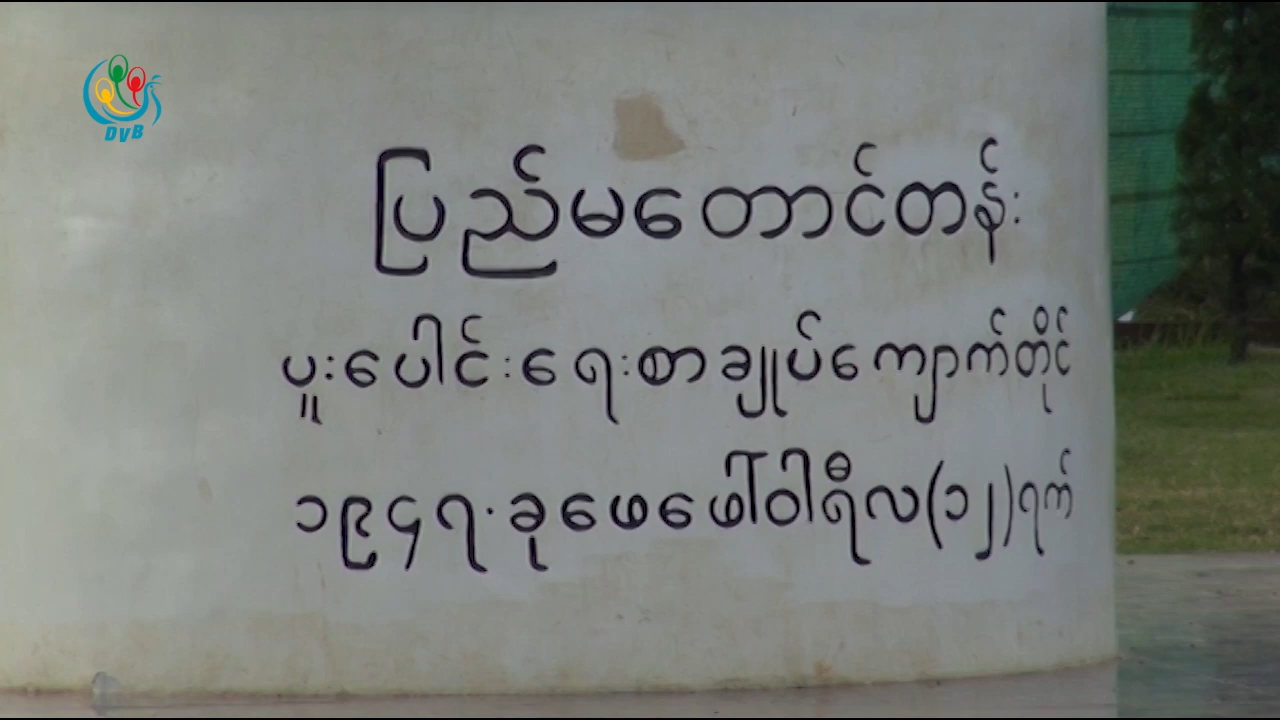 DVB
ပြည်မတောင်တန်း
ပူးပေါင်းရေးစာချုပ်ကျောက်တိုင်
၁၉၄၇.ခုဖေဖေါ်ဝါရီလ(၁၂)ရက်